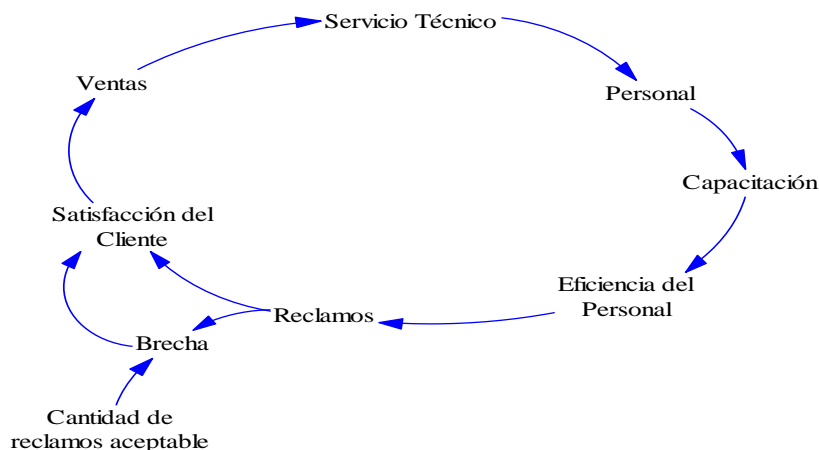 Servicio Técnico
Ventas
Personal
Capacitación
Satisfacción del
Cliente
Eficiencia del
Personal
Reclamos
Brecha
Cantidad de
reclamos aceptable